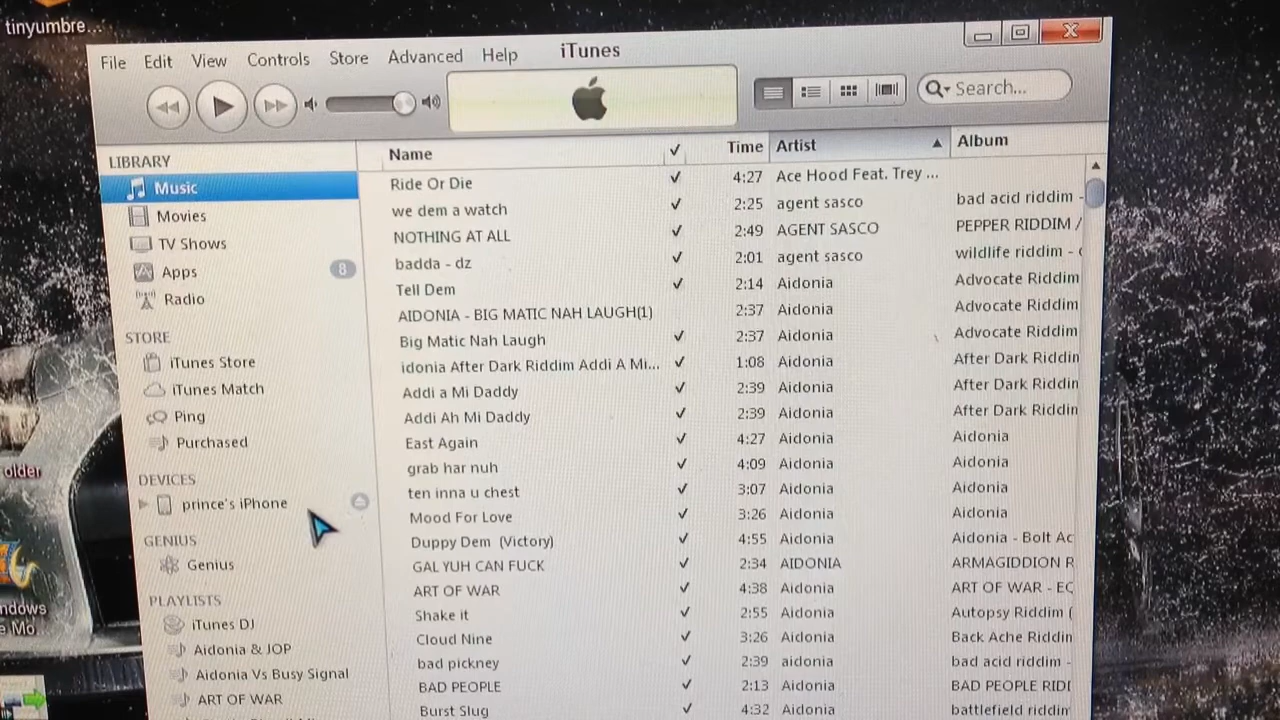 tinyumbre...
iTunes
File Edit View Controls Store Advanced Help
Search...
LIBRARY
Music
Movies
TV Shows
Apps 8
Radio
STORE
iTunes Store
iTunes Match
Ping
Purchased
DEVICES
prince's iPhone
GENIUS
Genius
PLAYLISTS
iTunes DJ
Aidonia & JOP
Aidonia Vs Busy Signal
ART OF WAR
Name ✓ Time Artist Album
Ride Or Die ✓ 4:27 Ace Hood Feat. Trey ...
we dem a watch ✓ 2:25 agent sasco bad acid riddim -
NOTHING AT ALL ✓ 2:49 AGENT SASCO PEPPER RIDDIM /
badda - dz ✓ 2:01 agent sasco wildlife riddim -
Tell Dem ✓ 2:14 Aidonia Advocate Riddim
AIDONIA - BIG MATIC NAH LAUGH(1) 2:37 Aidonia Advocate Riddim
Big Matic Nah Laugh ✓ 2:37 Aidonia Advocate Riddim
idonia After Dark Riddim Addi A Mi... ✓ 1:08 Aidonia After Dark Riddin
Addi a Mi Daddy ✓ 2:39 Aidonia After Dark Riddin
Addi Ah Mi Daddy ✓ 2:39 Aidonia After Dark Riddin
East Again ✓ 4:27 Aidonia Aidonia
grab har nuh ✓ 4:09 Aidonia Aidonia
ten inna u chest ✓ 3:07 Aidonia Aidonia
Mood For Love ✓ 3:26 Aidonia Aidonia
Duppy Dem (Victory) ✓ 4:55 Aidonia Aidonia - Bolt Ac
GAL YUH CAN FUCK ✓ 2:34 AIDONIA ARMAGIDDION R
ART OF WAR ✓ 4:38 Aidonia ART OF WAR - EQ
Shake it ✓ 2:55 Aidonia Autopsy Riddim (
Cloud Nine ✓ 3:26 Aidonia Back Ache Riddin
bad pickney ✓ 2:39 aidonia bad acid riddim -
BAD PEOPLE ✓ 2:13 Aidonia BAD PEOPLE RIDI
Burst Slug ✓ 4:32 Aidonia battlefield riddim
older
ndows
e Mo...